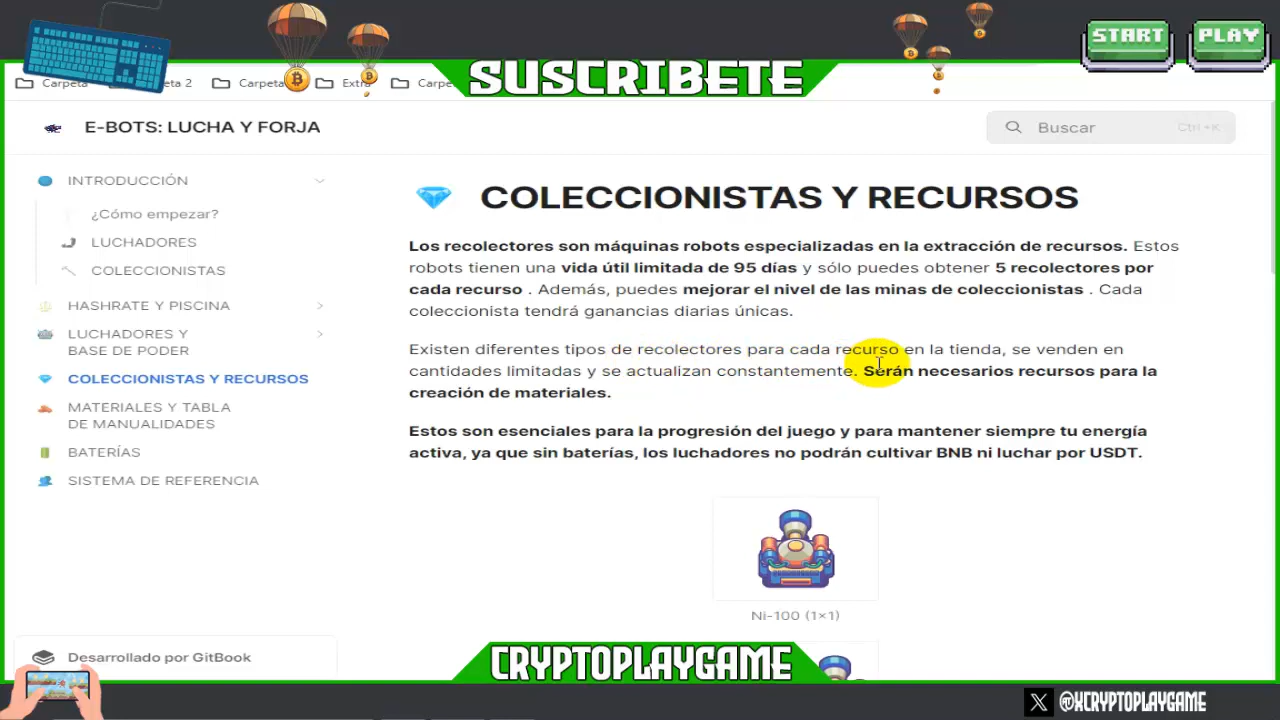 START PLAY
SUSCRIBETE
Carpeta
ta 2
Carpeta
Extra
Carpe
E-BOTS: LUCHA Y FORJA
Buscar
Ctrl +K
INTRODUCCIÓN
¿Cómo empezar?
LUCHADORES
COLECCIONISTAS
HASHRATE Y PISCINA
LUCHADORES Y
BASE DE PODER
COLECCIONISTAS Y RECURSOS
MATERIALES Y TABLA
DE MANUALIDADES
BATERÍAS
SISTEMA DE REFERENCIA
Desarrollado por GitBook
COLECCIONISTAS Y RECURSOS
Los recolectores son máquinas robots especializadas en la extracción de recursos. Estos
robots tienen una vida útil limitada de 95 días y sólo puedes obtener 5 recolectores por
cada recurso . Además, puedes mejorar el nivel de las minas de coleccionistas . Cada
coleccionista tendrá ganancias diarias únicas.
Existen diferentes tipos de recolectores para cada recurso en la tienda, se venden en
cantidades limitadas y se actualizan constantemente. Serán necesarios recursos para la
creación de materiales.
Estos son esenciales para la progresión del juego y para mantener siempre tu energía
activa, ya que sin baterías, los luchadores no podrán cultivar BNB ni luchar por USDT.
Ni-100 (1×1)
CRYPTOPLAYGAME
@XCRYPTOPLAYGAME